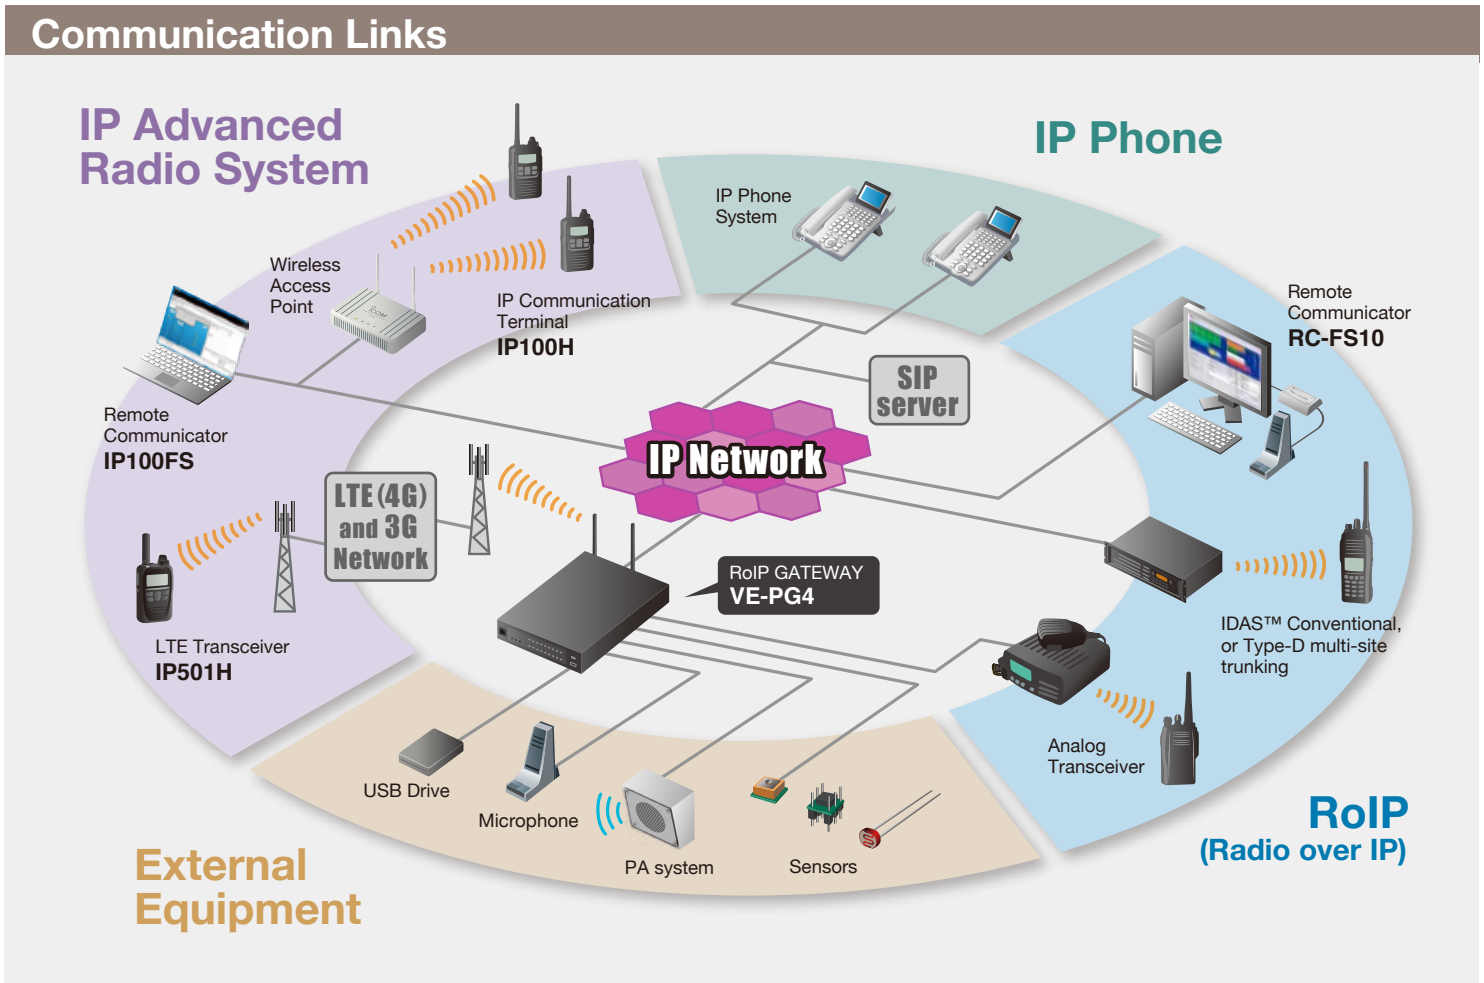 Communication Links
IP Advanced
Radio System
IP Phone
IP Phone
System
Wireless
Access
Point
ICOM
IP Communication
Terminal
IP100H
Remote
Communicator
RC-FS10
SIP
server
Remote
Communicator
IP100FS
IP Network
LTE (4G)
and 3G
Network
RoIP GATEWAY
VE-PG4
LTE Transceiver
IP501H
IDAS™ Conventional,
or Type-D multi-site
trunking
Analog
Transceiver
USB Drive
Microphone
PA system
Sensors
RoIP
(Radio over IP)
External
Equipment